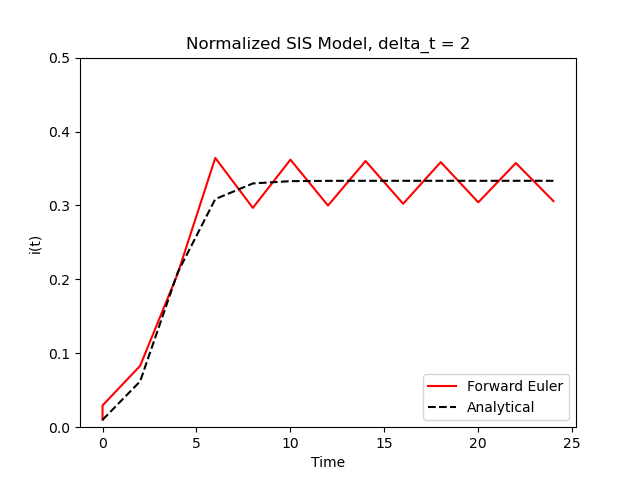 Normalized SIS Model, delta_t = 2
i(t)
0.5
0.4
0.3
0.2
0.1
0.0
Forward Euler
Analytical
0 5 10 15 20 25
Time